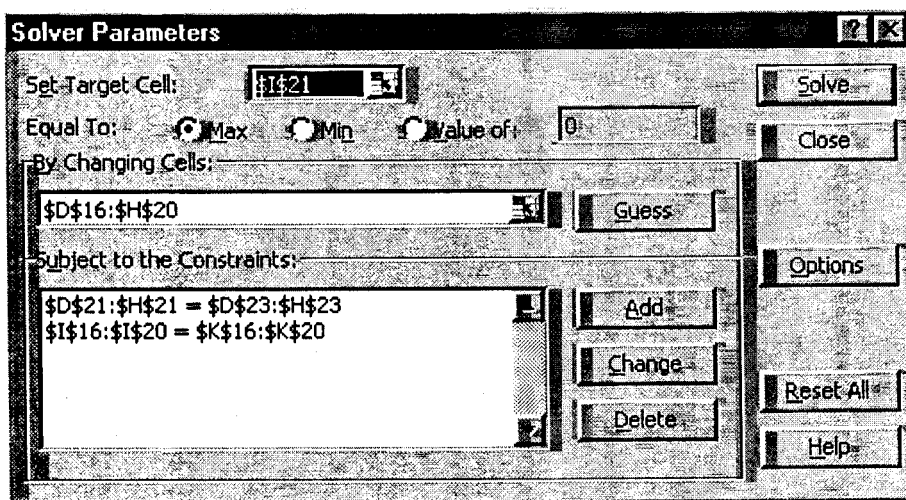 Solver Parameters
Set Target Cell: $I$21 Solve
Equal To: Max Min Value of: 0 Close
By Changing Cells:
$D$16:$H$20 Guess
Subject to the Constraints: Options
$D$21:$H$21 = $D$23:$H$23 Add
$I$16:$I$20 = $K$16:$K$20
Change
Reset All
Delete
Help